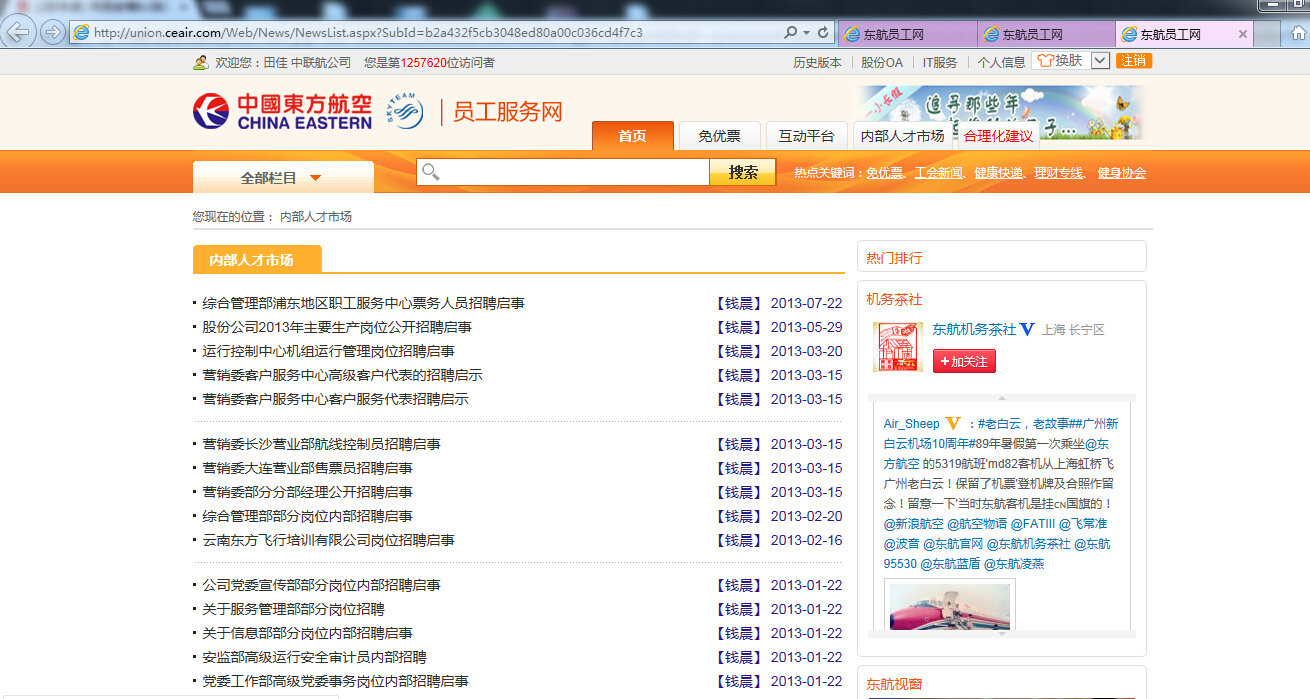 http://union.ceair.com/Web/News/NewsList.aspx?SubId=b2a432f5cb3048ed80a00c036cd4f7c3
东航员工网
东航员工网
东航员工网
欢迎您：田佳 中联航公司 您是第1257620位访问者
历史版本 股份OA IT服务 个人信息 换肤 注销
中國東方航空
CHINA EASTERN
SKYTEAM
员工服务网
小长假
追寻那些年
子...
首页 免优票 互动平台 内部人才市场 合理化建议
全部栏目
搜索
热点关键词：免优票、工会新闻、健康快递、理财专线、健身协会
您现在的位置： 内部人才市场
内部人才市场
综合管理部浦东地区职工服务中心票务人员招聘启事 【钱晨】 2013-07-22
股份公司2013年主要生产岗位公开招聘启事 【钱晨】 2013-05-29
运行控制中心机组运行管理岗位招聘启事 【钱晨】 2013-03-20
营销委客户服务中心高级客户代表的招聘启示 【钱晨】 2013-03-15
营销委客户服务中心客户服务代表招聘启示 【钱晨】 2013-03-15
营销委长沙营业部航线控制员招聘启事 【钱晨】 2013-03-15
营销委大连营业部售票员招聘启事 【钱晨】 2013-03-15
营销委部分分部经理公开招聘启事 【钱晨】 2013-03-15
综合管理部部分岗位内部招聘启事 【钱晨】 2013-02-20
云南东方飞行培训有限公司岗位招聘启事 【钱晨】 2013-02-16
公司党委宣传部部分岗位内部招聘启事 【钱晨】 2013-01-22
关于服务管理部部分岗位招聘 【钱晨】 2013-01-22
关于信息部部分岗位内部招聘启事 【钱晨】 2013-01-22
安监部高级运行安全审计员内部招聘 【钱晨】 2013-01-22
党委工作部高级党委事务岗位内部招聘启事 【钱晨】 2013-01-22
热门排行
机务茶社
东航机务茶社 V 上海 长宁区
+加关注
Air_Sheep V ：#老白云，老故事##广州新
白云机场10周年#89年暑假第一次乘坐@东
方航空 的5319航班'md82客机从上海虹桥飞
广州老白云！保留了机票'登机牌及合照作留
念！留意一下'当时东航客机是挂CN国旗的！
@新浪航空 @航空物语 @FATIII @飞常准
@波音 @东航官网 @东航机务茶社 @东航
95530 @东航蓝盾 @东航凌燕
东航视窗